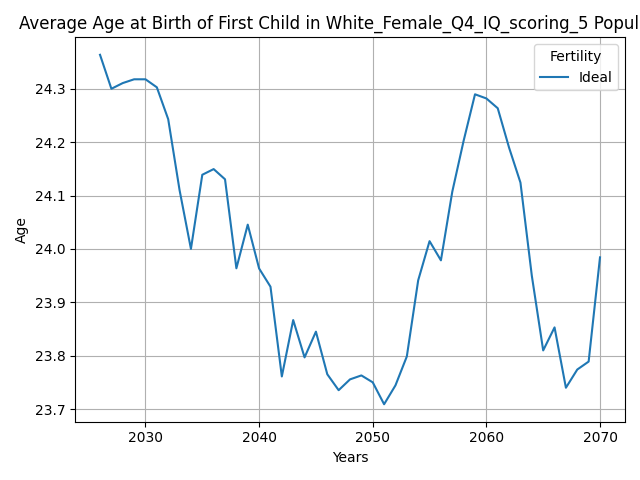 Average Age at Birth of First Child in White_Female_Q4_IQ_scoring_5 Popul
Fertility
Ideal
24.3
24.2
24.1
24.0
23.9
23.8
23.7
Age
2030 2040 2050 2060 2070
Years